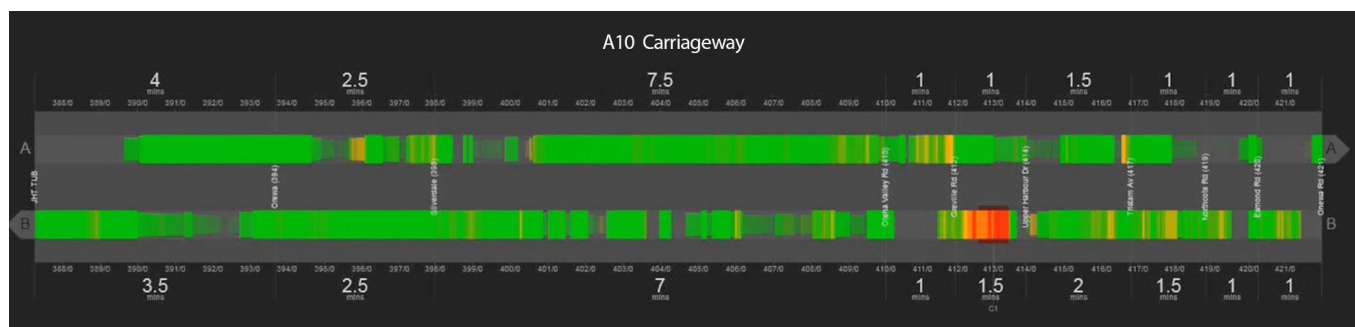 A10 Carriageway
4 2.5 7.5 1 1 1.5 1 1 1
mins mins mins mins mins mins mins mins mins
388/0 389/0 390/0 391/0 392/0 393/0 394/0 395/0 396/0 397/0 398/0 399/0 400/0 401/0 402/0 403/0 404/0 405/0 406/0 407/0 408/0 409/0 410/0 411/0 412/0 413/0 414/0 415/0 416/0 417/0 418/0 419/0 420/0 421/0
A A
JHT TUB
Orewa (394)
Silverdale (398)
Oteha Valley Rd (410)
Greville Rd (412)
Upper Harbour Dr (414)
Tristam Av (417)
Northcote Rd (419)
Esmond Rd (420)
Onewa Rd (421)
B B
388/0 389/0 390/0 391/0 392/0 393/0 394/0 395/0 396/0 397/0 398/0 399/0 400/0 401/0 402/0 403/0 404/0 405/0 406/0 407/0 408/0 409/0 410/0 411/0 412/0 413/0 414/0 415/0 416/0 417/0 418/0 419/0 420/0 421/0
3.5 2.5 7 1 1.5 2 1.5 1 1
mins mins mins mins mins mins mins mins mins
C1